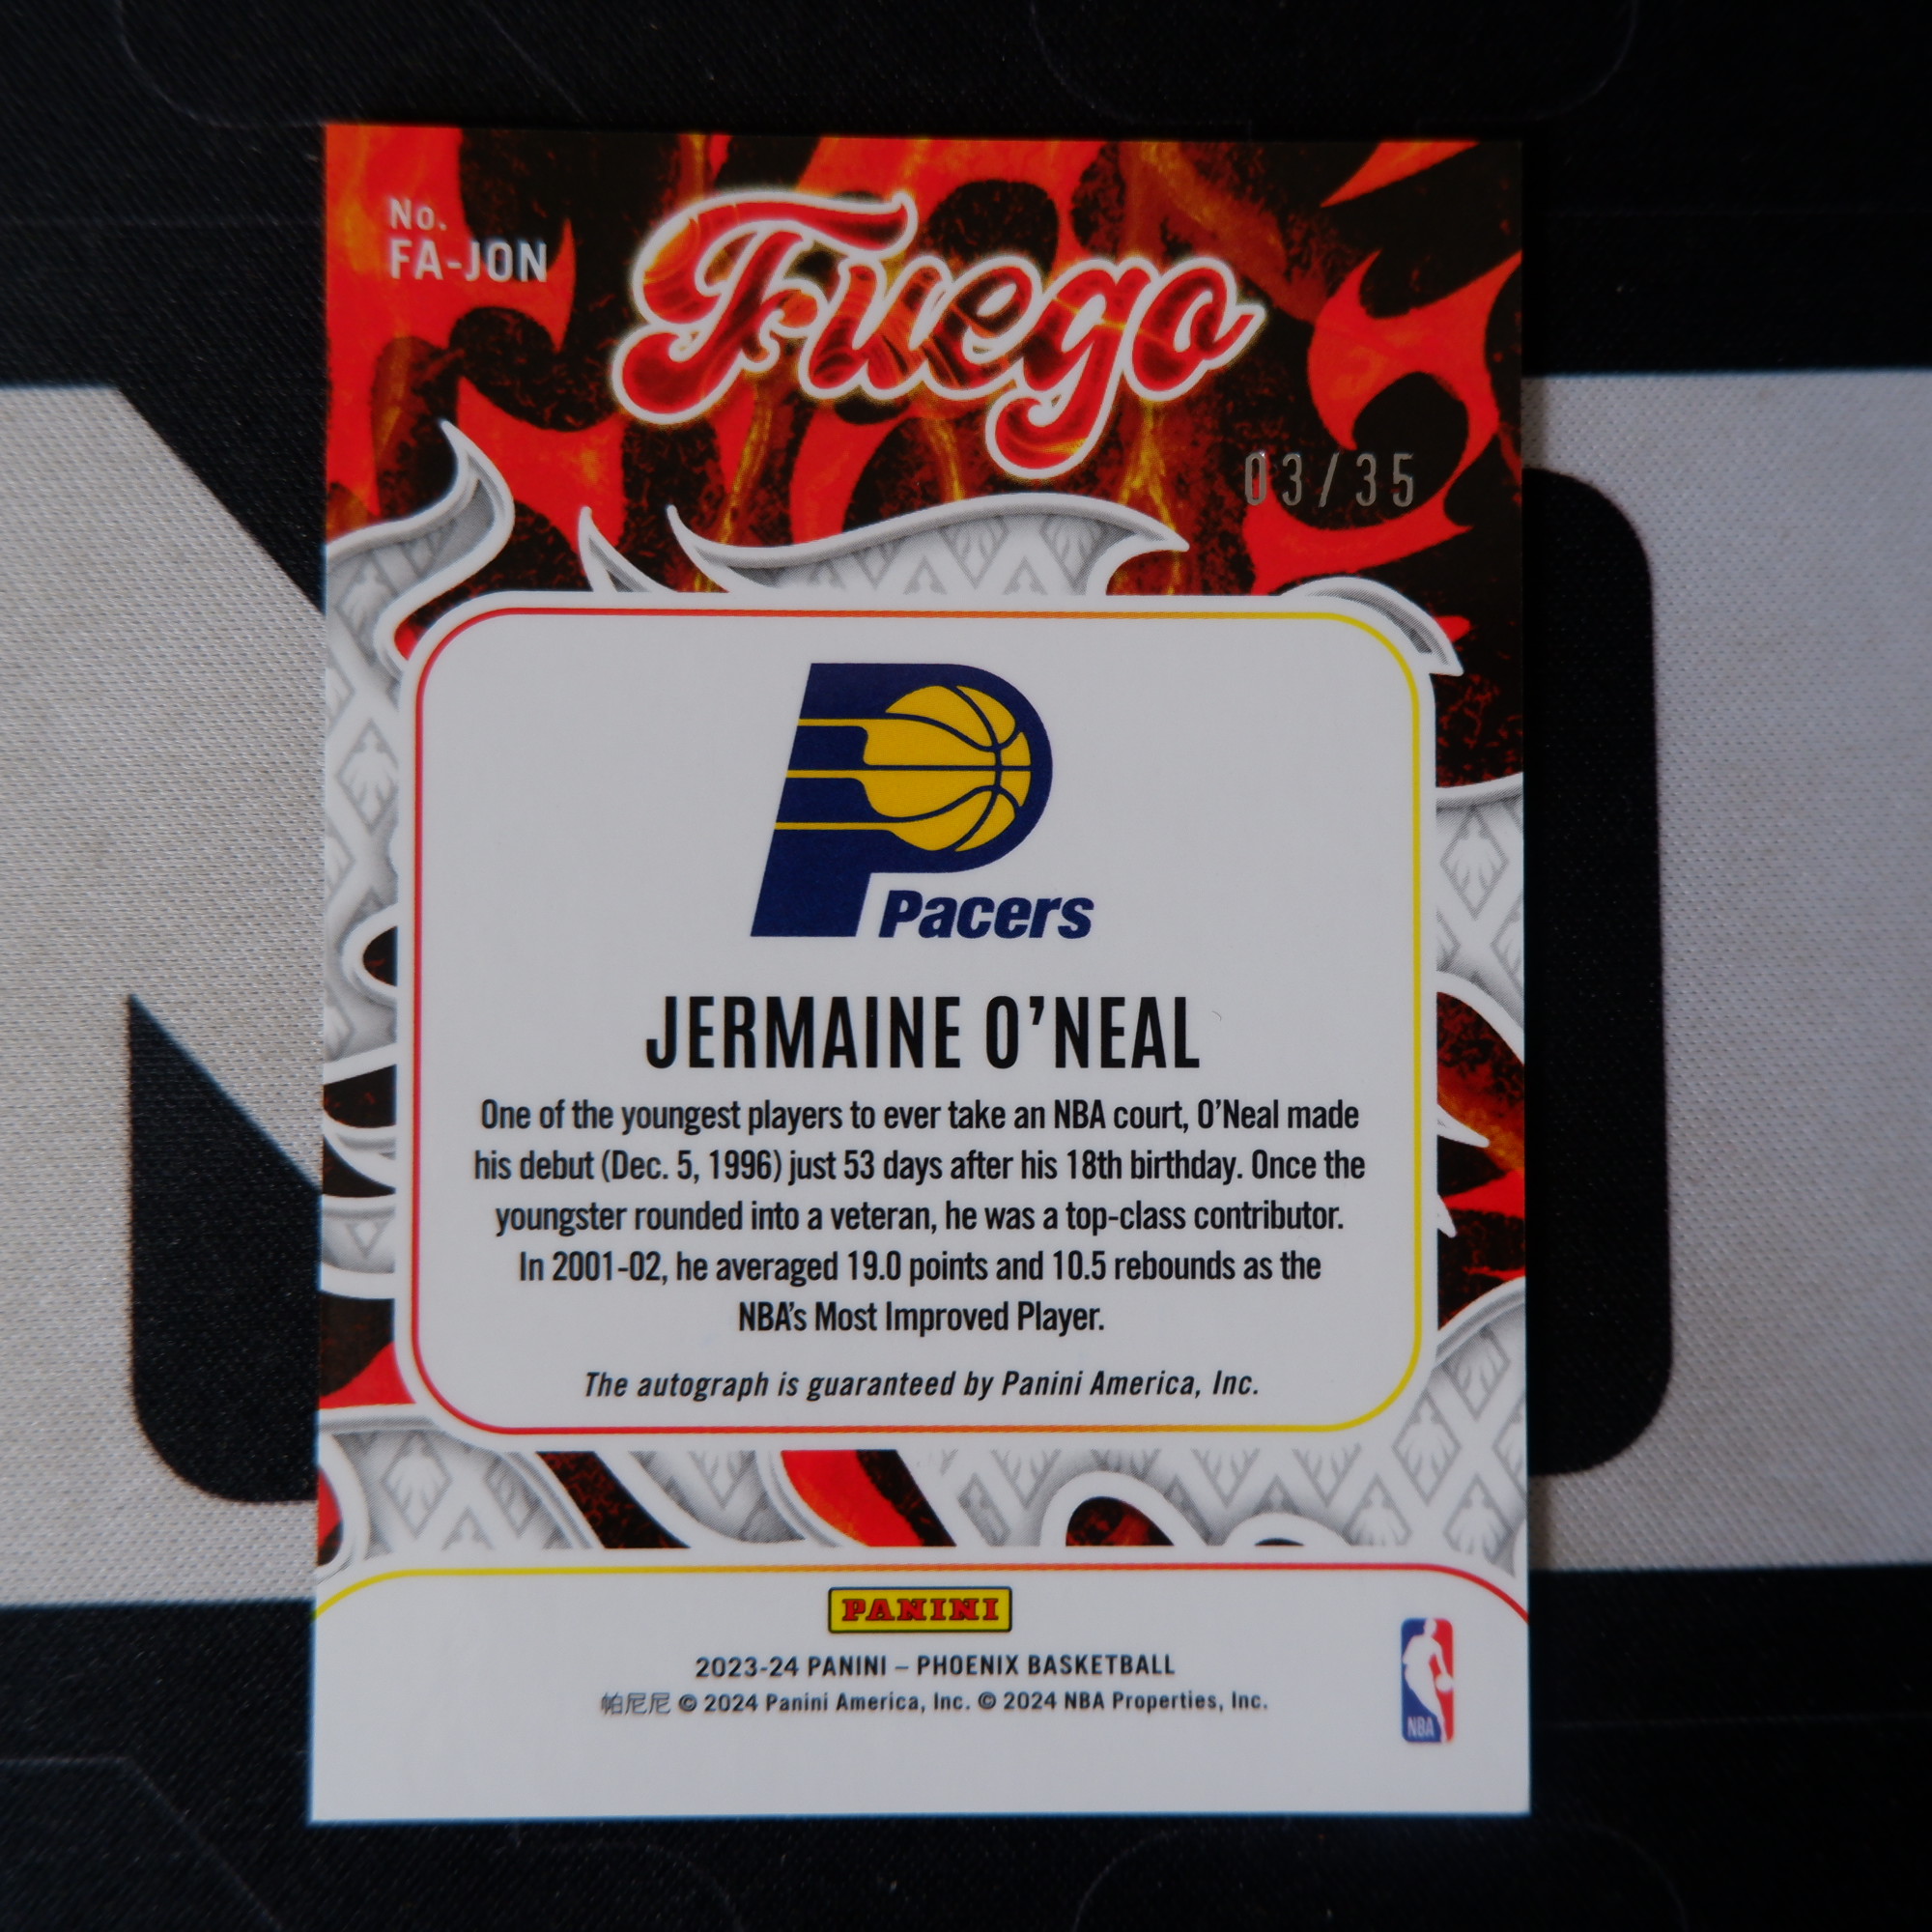 No.
FA-JON
Fuego
03/35
Pacers
JERMAINE O'NEAL
One of the youngest players to ever take an NBA court, O'Neal made
his debut (Dec. 5, 1996) just 53 days after his 18th birthday. Once the
youngster rounded into a veteran, he was a top-class contributor.
In 2001-02, he averaged 19.0 points and 10.5 rebounds as the
NBA's Most Improved Player.
The autograph is guaranteed by Panini America, Inc.
PANINI
2023-24 PANINI – PHOENIX BASKETBALL
帕尼尼 © 2024 Panini America, Inc. © 2024 NBA Properties, Inc.
NBA